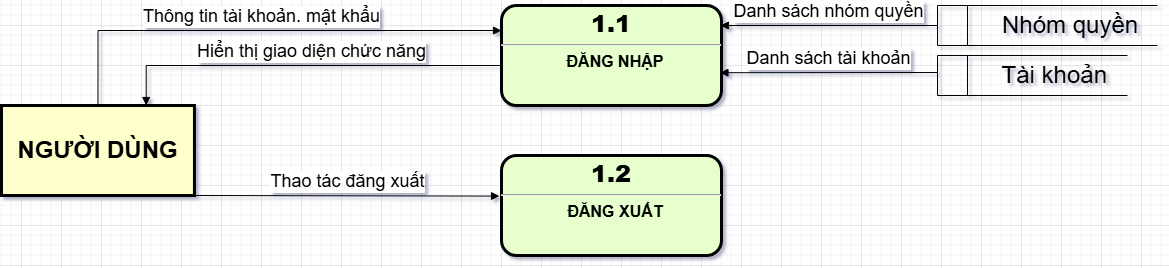 Thông tin tài khoản. mật khẩu
Hiển thị giao diện chức năng
NGƯỜI DÙNG
1.1
ĐĂNG NHẬP
Danh sách nhóm quyền
Nhóm quyền
Danh sách tài khoản
Tài khoản
Thao tác đăng xuất
1.2
ĐĂNG XUẤT